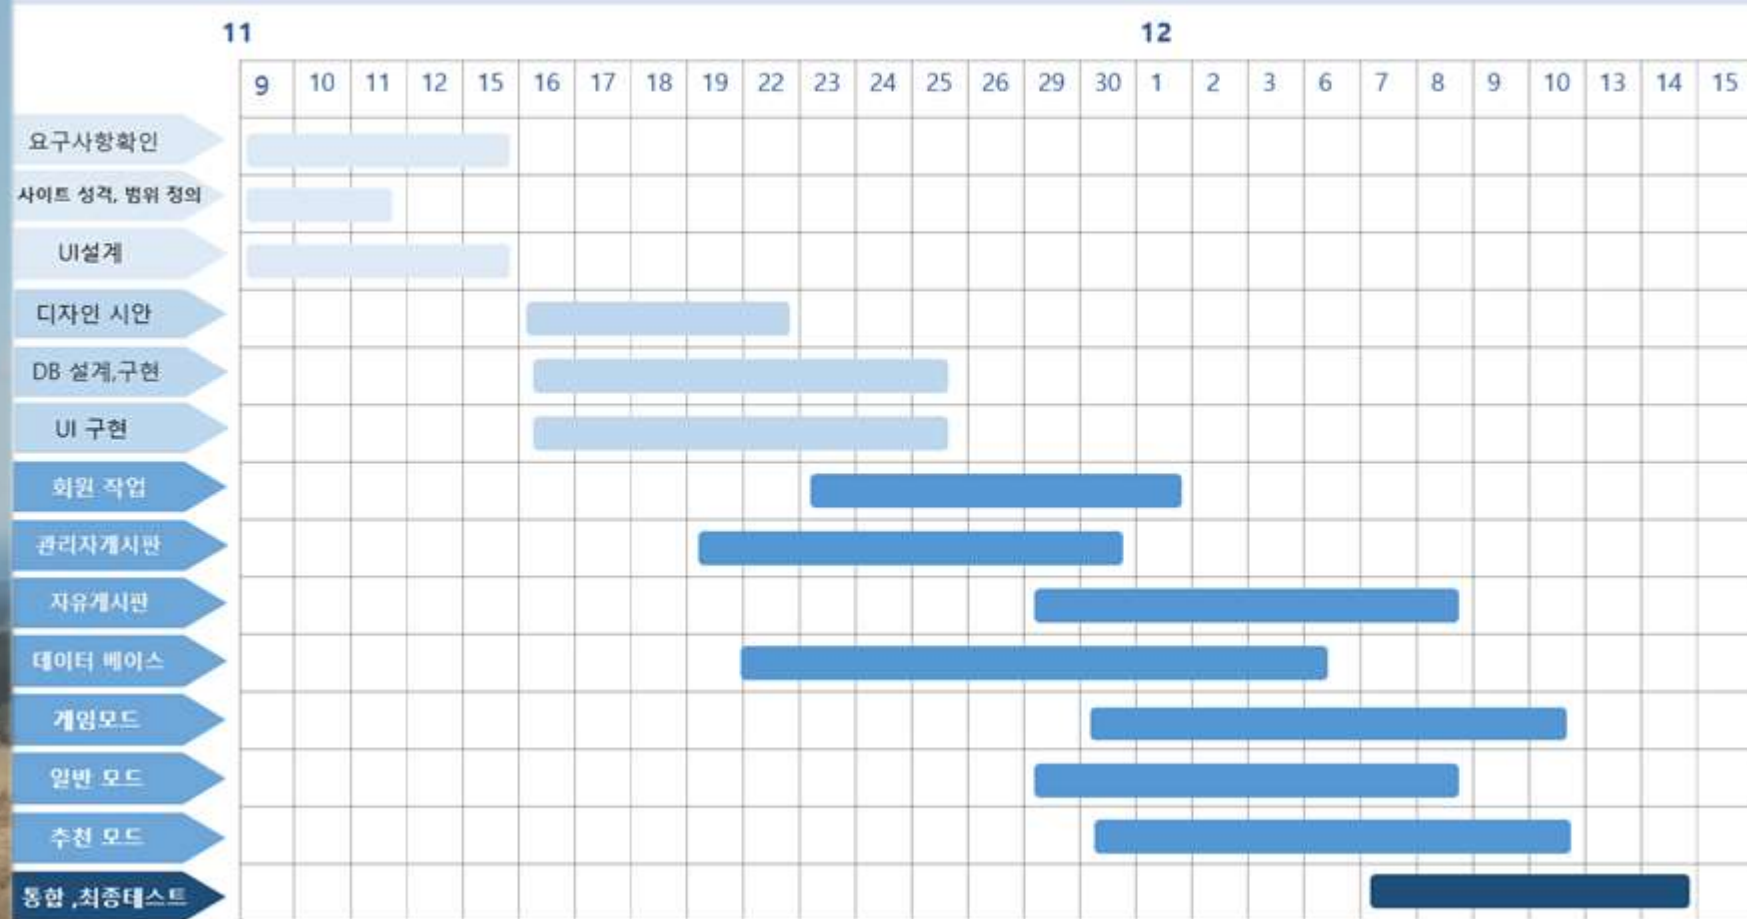 11 12
9 10 11 12 15 16 17 18 19 22 23 24 25 26 29 30 1 2 3 6 7 8 9 10 13 14 15
요구사항확인
사이트 성격, 범위 정의
UI설계
디자인 시안
DB 설계,구현
UI 구현
회원 작업
관리자게시판
자유게시판
데이터 베이스
게임모드
일반 모드
추천 모드
통합 ,최종테스트